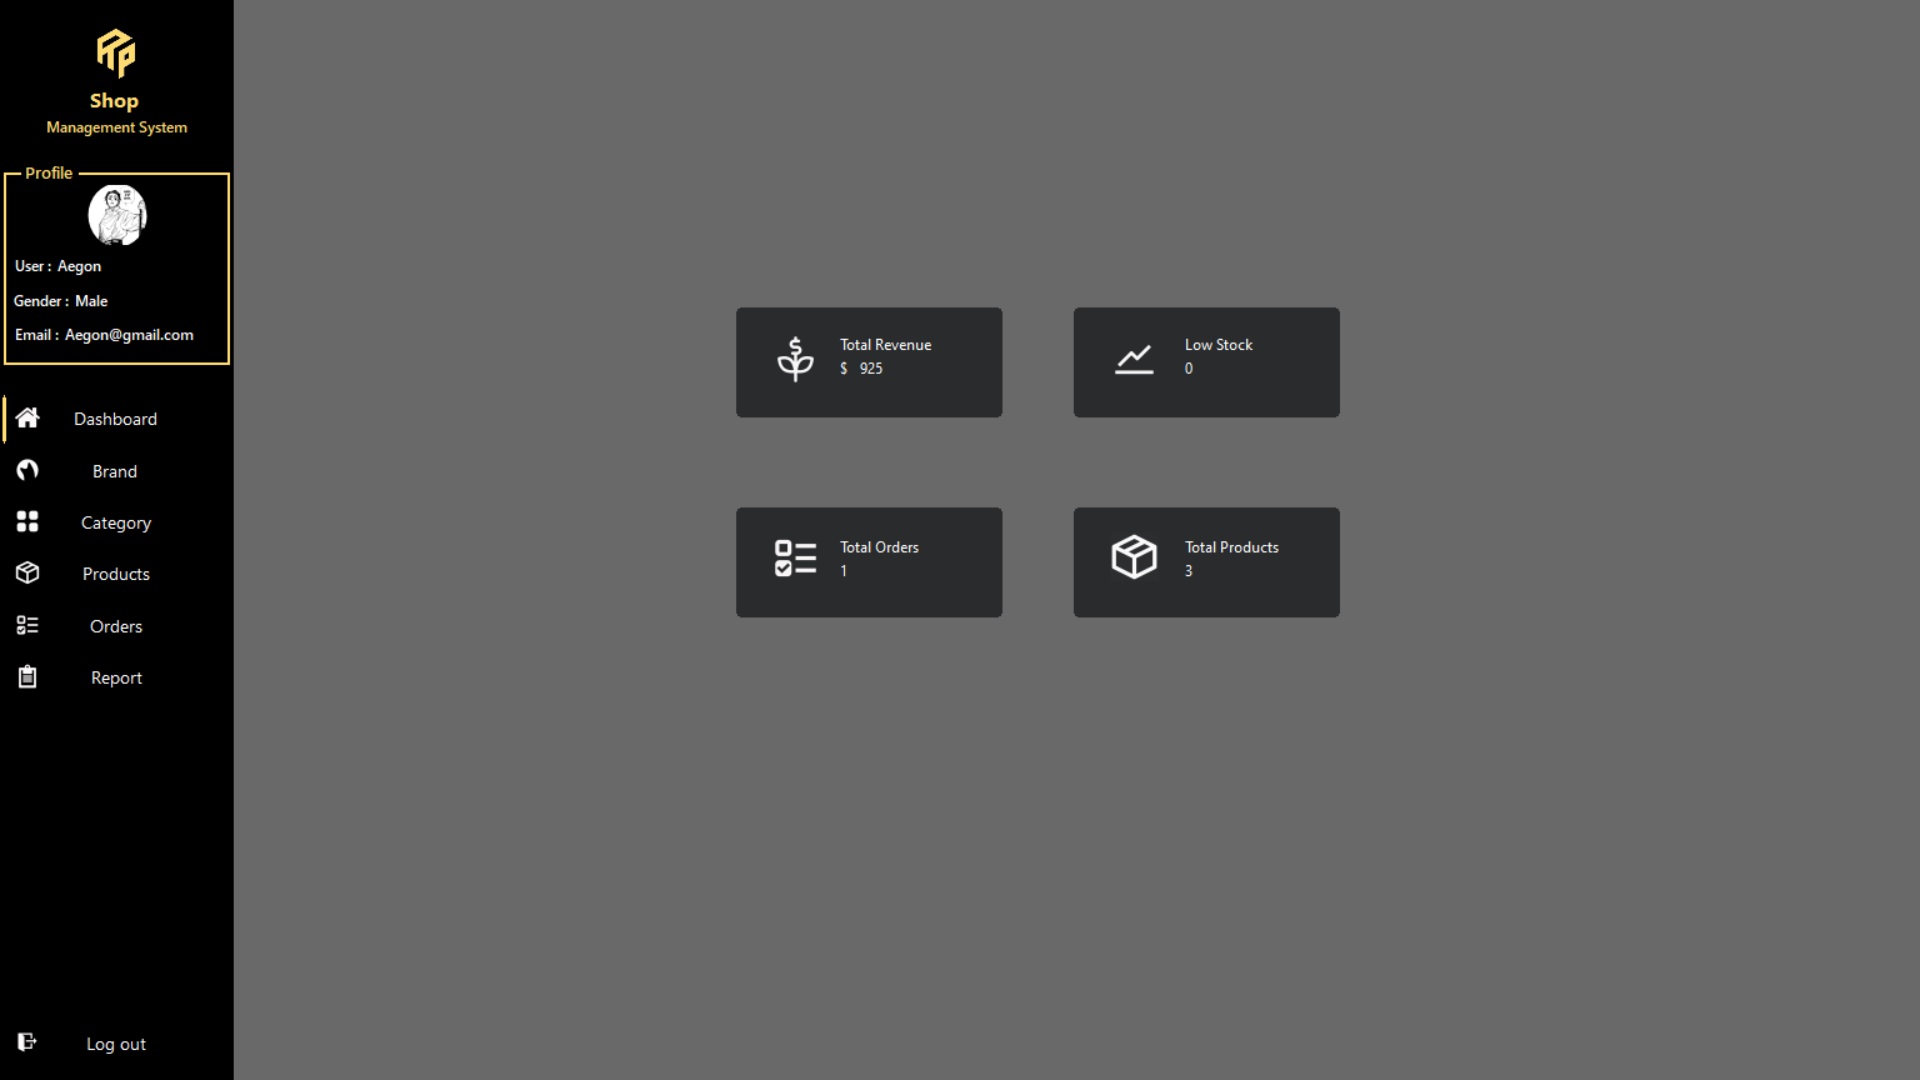 Shop
Management System
Profile
User : Aegon
Gender : Male
Email : Aegon@gmail.com
Dashboard
Brand
Category
Products
Orders
Report
Log out
Total Revenue
$ 925
Low Stock
0
Total Orders
1
Total Products
3